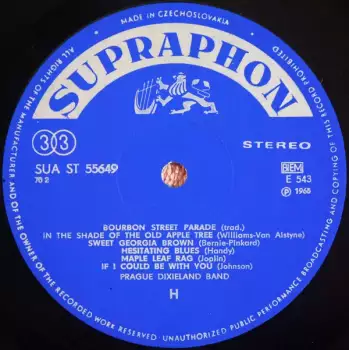 MADE IN CZECHOSLOVAKIA
SUPRAPHON
ALL RIGHTS OF THE MANUFACTURER AND OF THE OWNER OF THE RECORDED WORK RESERVED · UNAUTHORIZED PUBLIC PERFORMANCE BROADCASTING AND COPYING OF THIS RECORD PROHIBITED
33
STEREO
SUA ST 55649
70 2
BIEM
E 543
Ⓟ 1965
BOURBON STREET PARADE (trad.)
IN THE SHADE OF THE OLD APPLE TREE (Williams-Van Alstyne)
SWEET GEORGIA BROWN (Bernie-Pinkard)
HESITATING BLUES (Handy)
MAPLE LEAF RAG (Joplin)
IF I COULD BE WITH YOU (Johnson)
PRAGUE DIXIELAND BAND
H